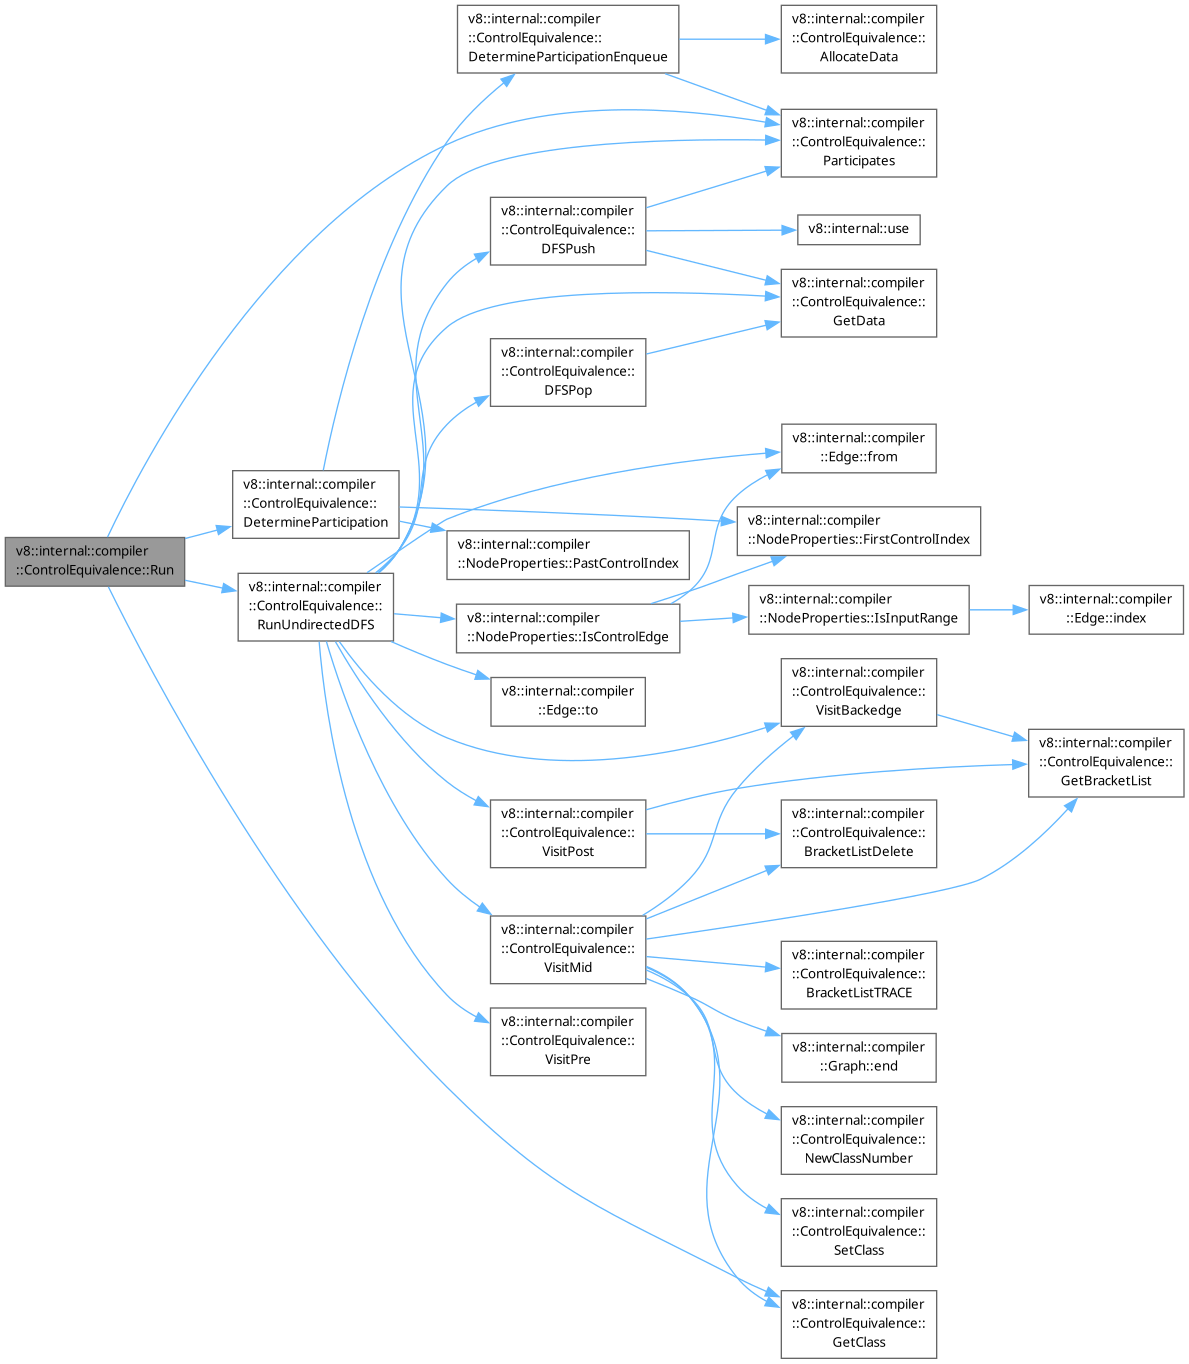 v8::internal::compiler
::ControlEquivalence::Run
v8::internal::compiler
::ControlEquivalence::
DetermineParticipation
v8::internal::compiler
::ControlEquivalence::
RunUndirectedDFS
v8::internal::compiler
::ControlEquivalence::
DetermineParticipationEnqueue
v8::internal::compiler
::ControlEquivalence::
DFSPush
v8::internal::compiler
::ControlEquivalence::
DFSPop
v8::internal::compiler
::NodeProperties::PastControlIndex
v8::internal::compiler
::NodeProperties::IsControlEdge
v8::internal::compiler
::Edge::to
v8::internal::compiler
::ControlEquivalence::
VisitPost
v8::internal::compiler
::ControlEquivalence::
VisitMid
v8::internal::compiler
::ControlEquivalence::
VisitPre
v8::internal::compiler
::ControlEquivalence::
AllocateData
v8::internal::compiler
::ControlEquivalence::
Participates
v8::internal::use
v8::internal::compiler
::ControlEquivalence::
GetData
v8::internal::compiler
::Edge::from
v8::internal::compiler
::NodeProperties::FirstControlIndex
v8::internal::compiler
::NodeProperties::IsInputRange
v8::internal::compiler
::ControlEquivalence::
VisitBackedge
v8::internal::compiler
::ControlEquivalence::
BracketListDelete
v8::internal::compiler
::ControlEquivalence::
BracketListTRACE
v8::internal::compiler
::Graph::end
v8::internal::compiler
::ControlEquivalence::
NewClassNumber
v8::internal::compiler
::ControlEquivalence::
SetClass
v8::internal::compiler
::ControlEquivalence::
GetClass
v8::internal::compiler
::Edge::index
v8::internal::compiler
::ControlEquivalence::
GetBracketList